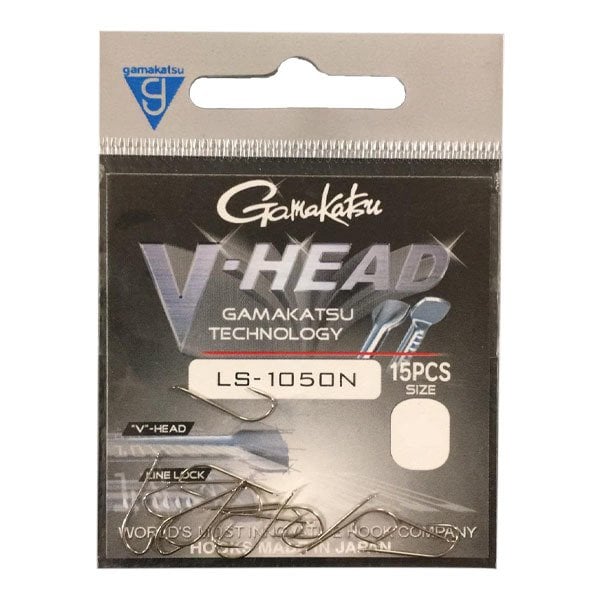 gamakatsu
g
Gamakatsu
V-HEAD
GAMAKATSU
TECHNOLOGY
LS-1050N
15PCS
SIZE
"V"-HEAD
LINE LOCK
WORLD'S MOST INNOVATIVE HOOK COMPANY
HOOKS MADE IN JAPAN